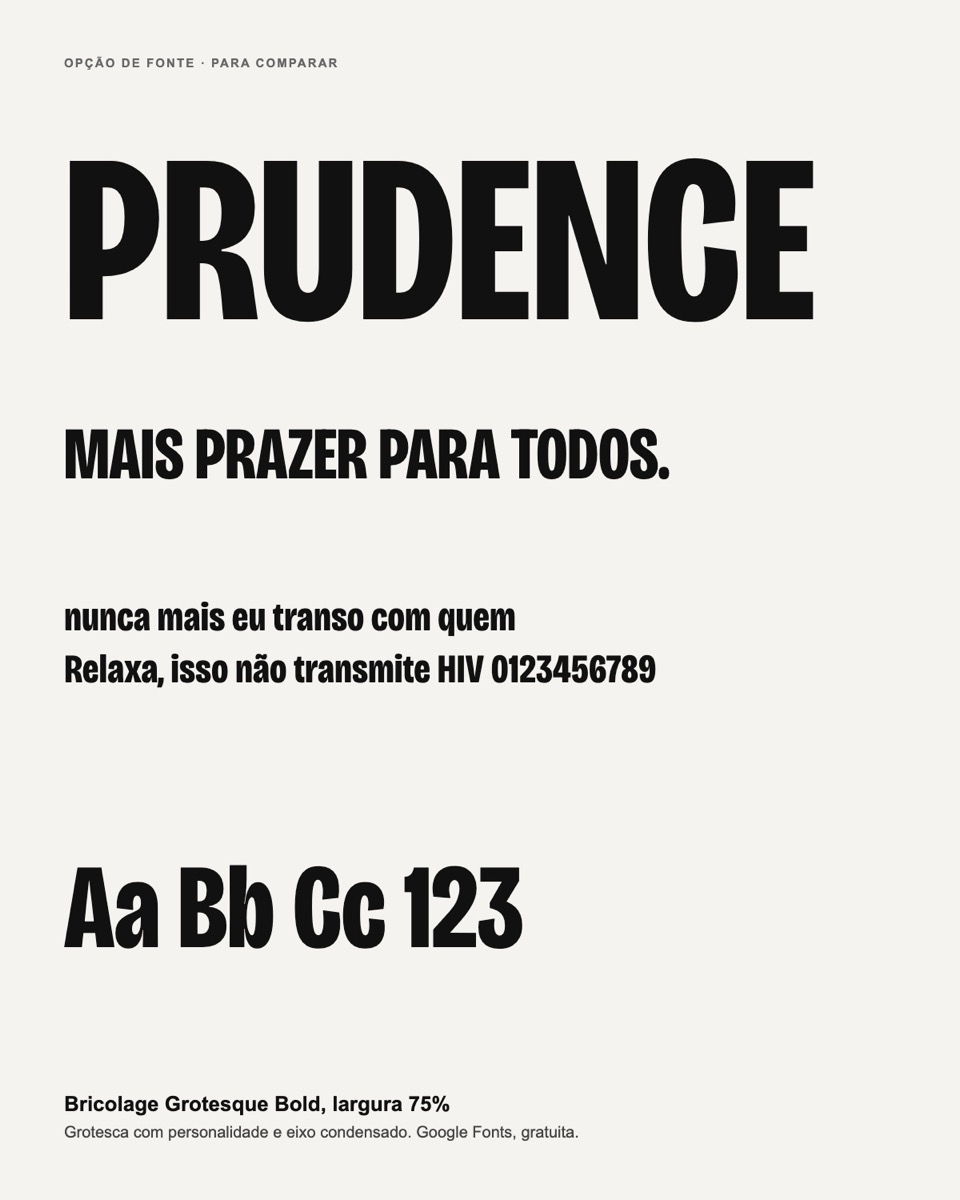 OPÇÃO DE FONTE · PARA COMPARAR
PRUDENCE
MAIS PRAZER PARA TODOS.
nunca mais eu transo com quem
Relaxa, isso não transmite HIV 0123456789
Aa Bb Cc 123
Bricolage Grotesque Bold, largura 75%
Grotesca com personalidade e eixo condensado. Google Fonts, gratuita.